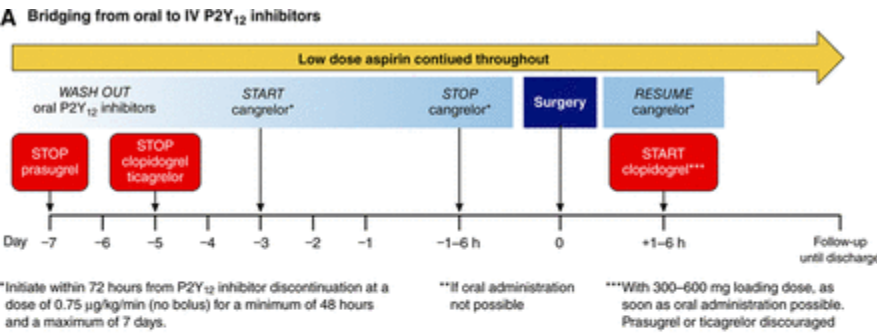 A Bridging from oral to IV P2Y12 inhibitors
Low dose aspirin contiued throughout
WASH OUT
oral P2Y12 inhibitors
START
cangrelor*
STOP
cangrelor*
Surgery
RESUME
cangrelor*
STOP
prasugrel
STOP
clopidogrel
ticagrelor
START
clopidogrel***
Day –7 –6 –5 –4 –3 –2 –1 –1–6 h 0 +1–6 h Follow-up
until discharge
*Initiate within 72 hours from P2Y12 inhibitor discontinuation at a
dose of 0.75 µg/kg/min (no bolus) for a minimum of 48 hours
and a maximum of 7 days.
**If oral administration
not possible
***With 300–600 mg loading dose, as
soon as oral administration possible.
Prasugrel or ticagrelor discouraged